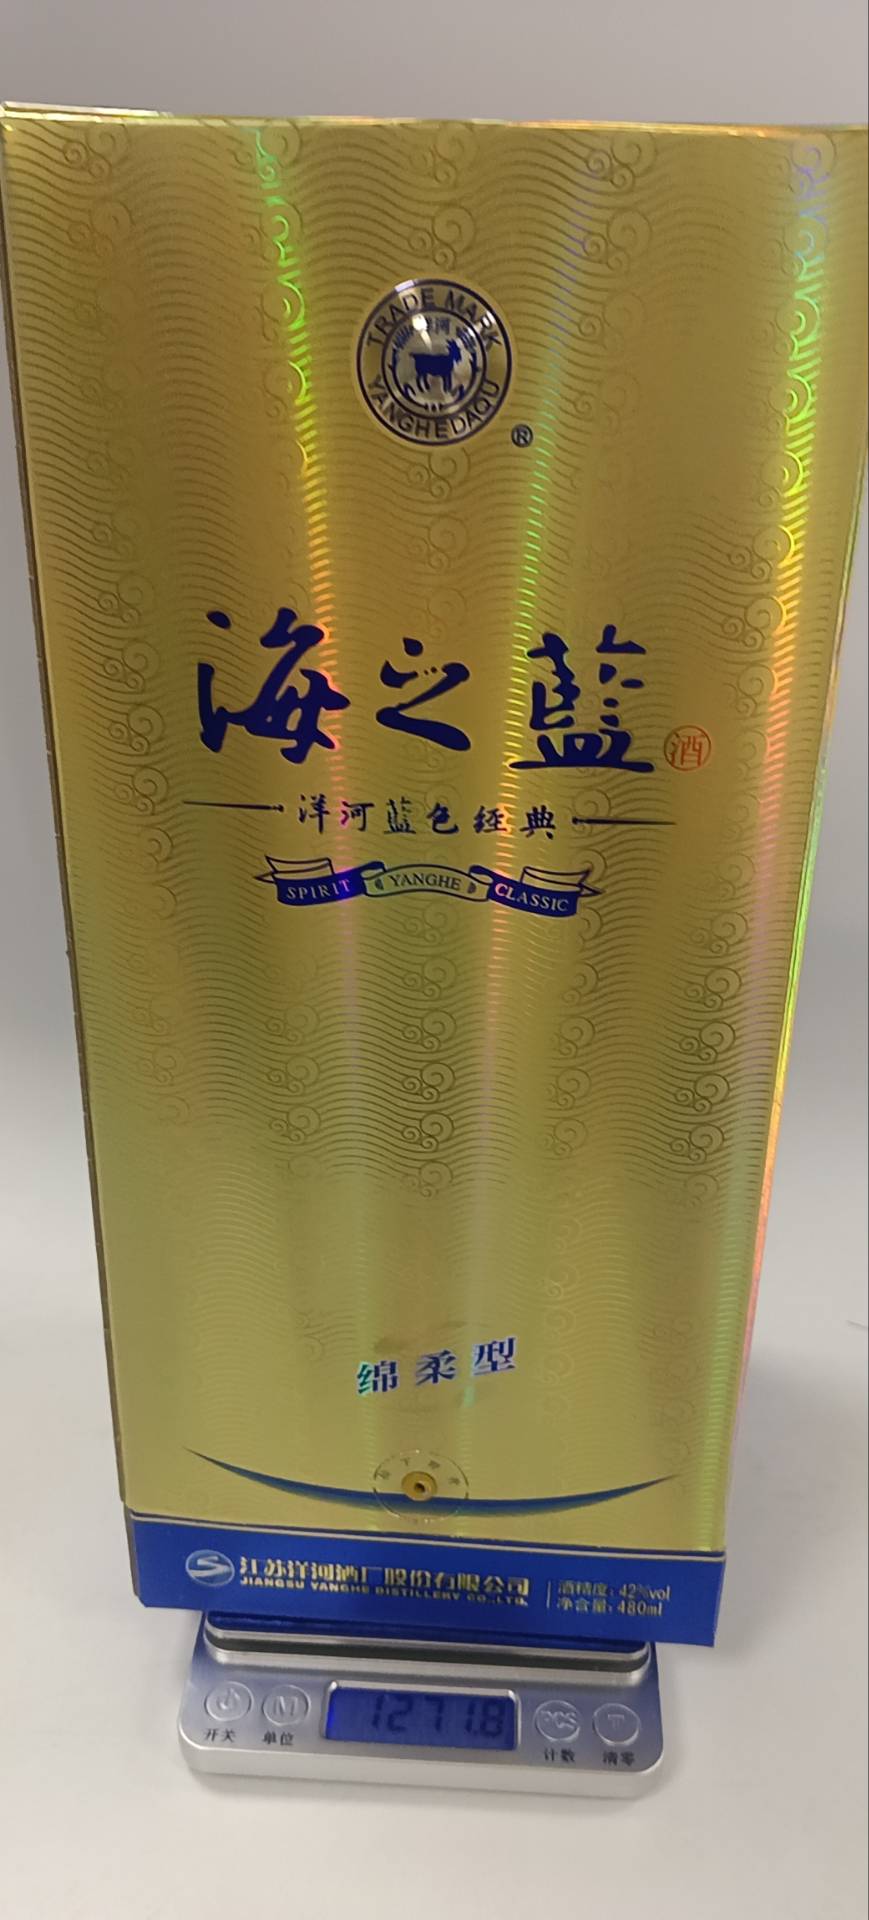 TRADE MARK
洋河
YANGHEDAQU
®
海之藍
酒
洋河蓝色经典
SPIRIT YANGHE CLASSIC
绵柔型
江苏洋河酒厂股份有限公司
JIANGSU YANGHE DISTILLERY CO.,LTD.
酒精度: 42%vol
净含量: 480ml
M 1271.8 PCS T
开关 单位 计数 清零